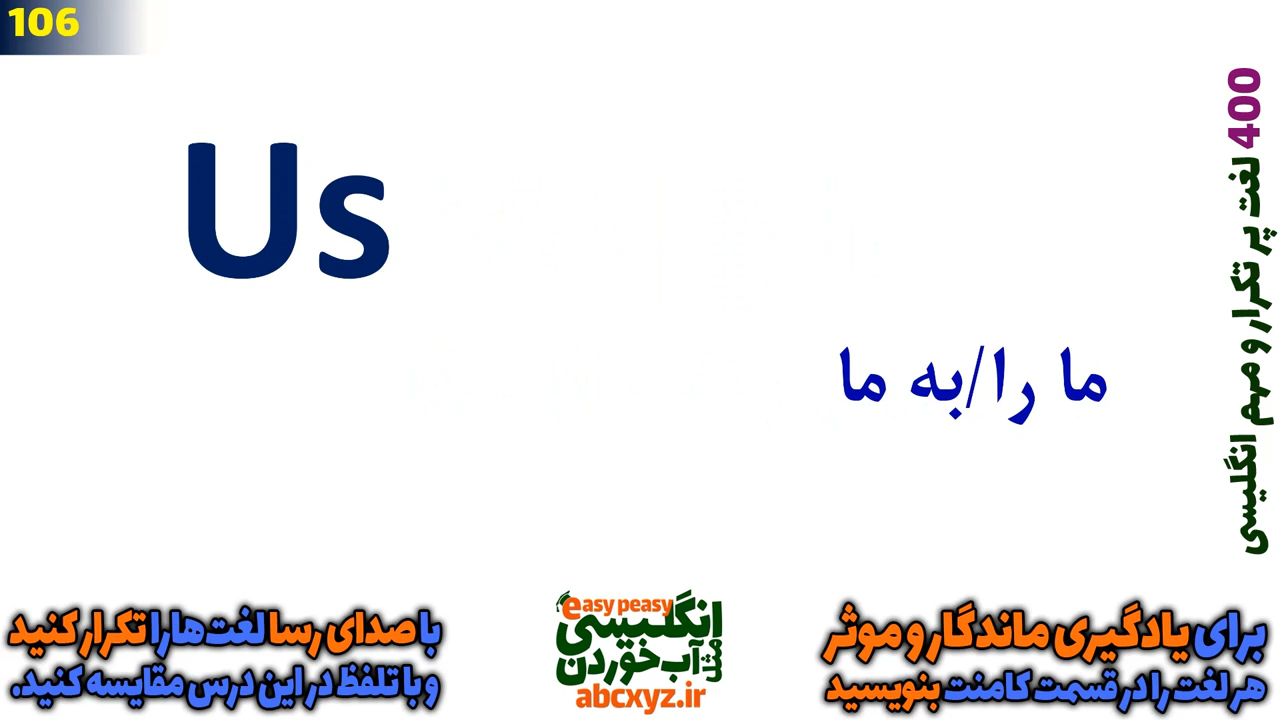 106
Us
ما را/به ما
400 لغت پر تکرار و مهم انگلیسی
با صدای رسا لغت‌ها را تکرار کنید
و با تلفظ در این درس مقایسه کنید.
easy peasy
انگلیسی
مثل آب خوردن
abcxyz.ir
برای یادگیری ماندگار و موثر
هر لغت را در قسمت کامنت بنویسید